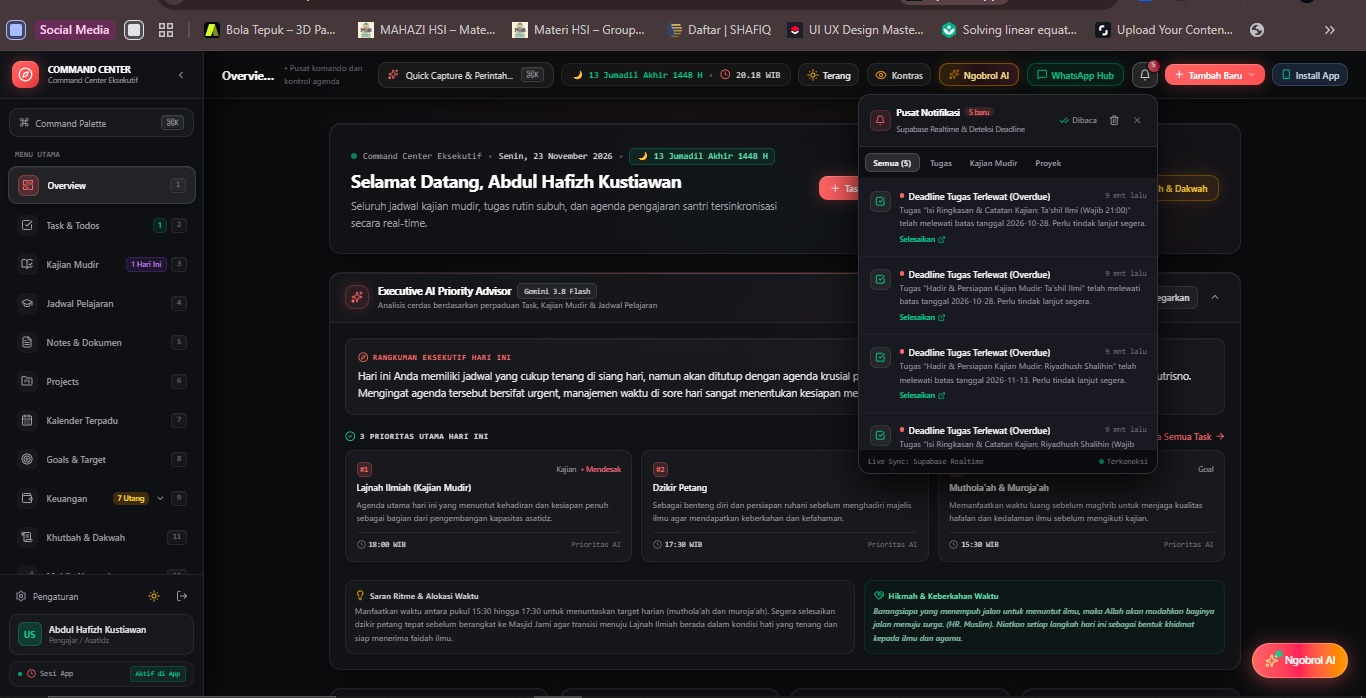 Social Media
Bola Tepuk – 3D Pa...
MAHAZI HSI – Mate...
Materi HSI – Group...
Daftar | SHAFIQ
UI UX Design Maste...
Solving linear equat...
Upload Your Conten...
COMMAND CENTER
Command Center Eksekutif
Command Palette ⌘K
MENU UTAMA
Overview 1
Task & Todos 1 2
Kajian Mudir 1 Hari Ini 3
Jadwal Pelajaran 4
Notes & Dokumen 5
Projects 6
Kalender Terpadu 7
Goals & Target 8
Keuangan 7 Utang 9
Khutbah & Dakwah 11
Pengaturan
US
Abdul Hafizh Kustiawan
Pengajar / Asatidz
Sesi App Aktif di App
Overvie...
• Pusat komando dan
kontrol agenda
Quick Capture & Perintah... ⌘K
13 Jumadil Akhir 1448 H • 20.18 WIB
Terang
Kontras
Ngobrol AI
WhatsApp Hub
5
+ Tambah Baru
Install App
Command Center Eksekutif • Senin, 23 November 2026 • 13 Jumadil Akhir 1448 H
Selamat Datang, Abdul Hafizh Kustiawan
Seluruh jadwal kajian mudir, tugas rutin subuh, dan agenda pengajaran santri tersinkronisasi
secara real-time.
+ Tas
h & Dakwah
Executive AI Priority Advisor Gemini 3.8 Flash
Analisis cerdas berdasarkan perpaduan Task, Kajian Mudir & Jadwal Pelajaran
egarkan
RANGKUMAN EKSEKUTIF HARI INI
Hari ini Anda memiliki jadwal yang cukup tenang di siang hari, namun akan ditutup dengan agenda krusial p
utrisno.
Mengingat agenda tersebut bersifat urgent, manajemen waktu di sore hari sangat menentukan kesiapan me
3 PRIORITAS UTAMA HARI INI
a Semua Task →
#1 Kajian • Mendesak
Lajnah Ilmiah (Kajian Mudir)
Agenda utama hari ini yang menuntut kehadiran dan kesiapan penuh
sebagai bagian dari pengembangan kapasitas asatidz.
18:00 WIB Prioritas AI
#2
Dzikir Petang
Sebagai benteng diri dan persiapan ruhani sebelum menghadiri majelis
ilmu agar mendapatkan keberkahan dan kefahaman.
17:30 WIB Prioritas AI
Goal
Muthola'ah & Muroja'ah
Memanfaatkan waktu luang sebelum maghrib untuk menjaga kualitas
hafalan dan kedalaman ilmu sebelum mengikuti kajian.
15:30 WIB Prioritas AI
Saran Ritme & Alokasi Waktu
Manfaatkan waktu antara pukul 15:30 hingga 17:30 untuk menuntaskan target harian (muthola'ah dan muroja'ah). Segera selesaikan
dzikir petang tepat sebelum berangkat ke Masjid Jami agar transisi menuju Lajnah Ilmiah berada dalam kondisi hati yang tenang dan
siap menerima faidah ilmu.
Hikmah & Keberkahan Waktu
Barangsiapa yang menempuh jalan untuk menuntut ilmu, maka Allah akan mudahkan baginya
jalan menuju surga. (HR. Muslim). Niatkan setiap langkah hari ini sebagai bentuk khidmat
kepada ilmu dan agama.
Pusat Notifikasi 5 baru
Supabase Realtime & Deteksi Deadline
Dibaca
Semua (5) Tugas Kajian Mudir Proyek
Deadline Tugas Terlewat (Overdue) 9 mnt lalu
Tugas "Isi Ringkasan & Catatan Kajian: Ta'shil Ilmi (Wajib 21:00)"
telah melewati batas tanggal 2026-10-28. Perlu tindak lanjut segera.
Selesaikan
Deadline Tugas Terlewat (Overdue) 9 mnt lalu
Tugas "Hadir & Persiapan Kajian Mudir: Ta'shil Ilmi" telah melewati
batas tanggal 2026-10-28. Perlu tindak lanjut segera.
Selesaikan
Deadline Tugas Terlewat (Overdue) 9 mnt lalu
Tugas "Hadir & Persiapan Kajian Mudir: Riyadhush Shalihin" telah
melewati batas tanggal 2026-11-13. Perlu tindak lanjut segera.
Selesaikan
Deadline Tugas Terlewat (Overdue) 9 mnt lalu
Tugas "Isi Ringkasan & Catatan Kajian: Riyadhush Shalihin (Wajib
Live Sync: Supabase Realtime Terkoneksi
Ngobrol AI